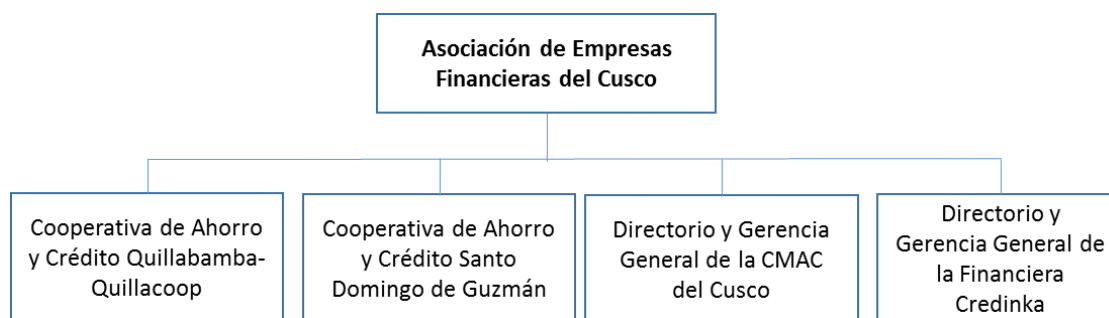 Asociación de Empresas
Financieras del Cusco
Cooperativa de Ahorro
y Crédito Quillabamba-
Quillacoop
Cooperativa de Ahorro
y Crédito Santo
Domingo de Guzmán
Directorio y Gerencia
General de la CMAC
del Cusco
Directorio y
Gerencia General de
la Financiera
Credinka